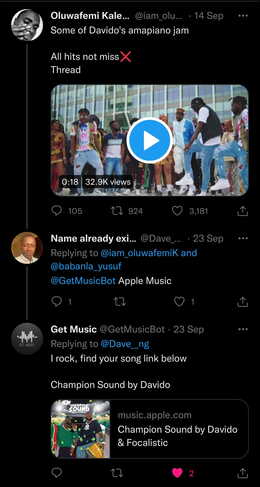 Oluwafemi Kale... @iam_olu... · 14 Sep
Some of Davido's amapiano jam
All hits not miss❌
Thread
0:18 32.9K views
105 924 3,181
Name already exi... @Dave_... · 23 Sep
Replying to @iam_oluwafemiK and
@babanla_yusuf
@GetMusicBot Apple Music
1 1
Get Music @GetMusicBot · 23 Sep
Replying to @Dave__ng
I rock, find your song link below
Champion Sound by Davido
SOUND
music.apple.com
Champion Sound by Davido
& Focalistic
2